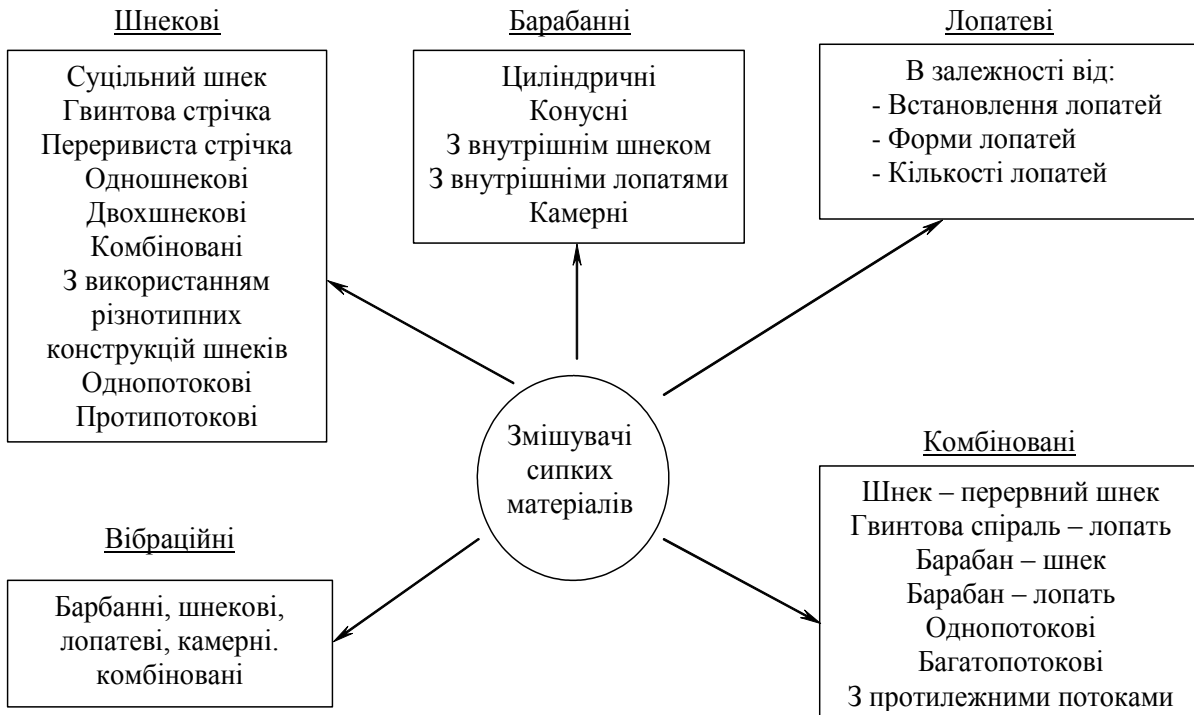 Шнекові
Суцільний шнек
Гвинтова стрічка
Переривиста стрічка
Одношнекові
Двохшнекові
Комбіновані
З використанням
різнотипних
конструкцій шнеків
Однопотокові
Протипотокові
Барабанні
Циліндричні
Конусні
З внутрішнім шнеком
З внутрішніми лопатями
Камерні
Лопатеві
В залежності від:
- Встановлення лопатей
- Форми лопатей
- Кількості лопатей
Змішувачі
сипких
матеріалів
Вібраційні
Барбанні, шнекові,
лопатеві, камерні.
комбіновані
Комбіновані
Шнек – перервний шнек
Гвинтова спіраль – лопать
Барабан – шнек
Барабан – лопать
Однопотокові
Багатопотокові
З протилежними потоками